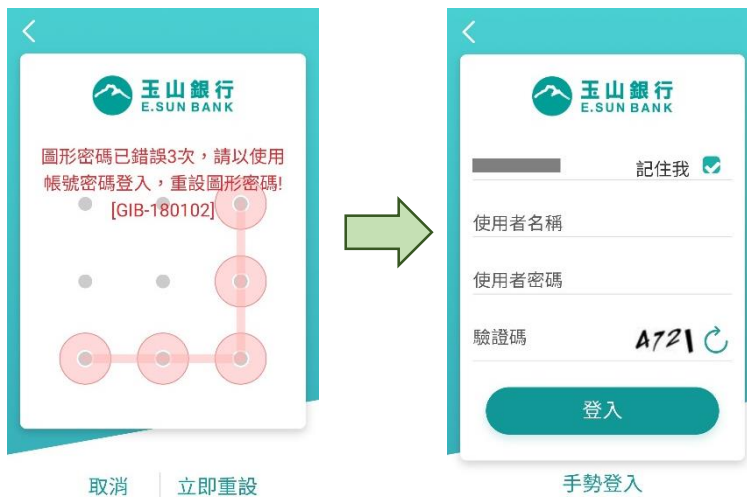 玉山銀行
E.SUN BANK
圖形密碼已錯誤3次，請以使用
帳號密碼登入，重設圖形密碼!
[GIB-180102]
取消
立即重設
玉山銀行
E.SUN BANK
記住我
使用者名稱
使用者密碼
驗證碼
A721
登入
手勢登入